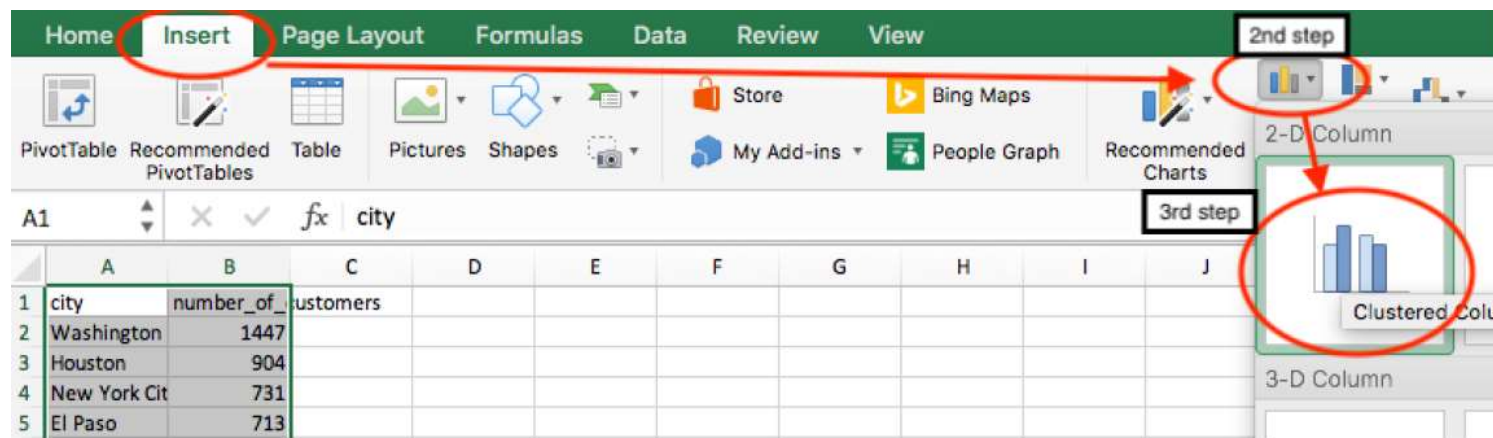 Home Insert Page Layout Formulas Data Review View
2nd step
Store Bing Maps
PivotTable Recommended PivotTables Table Pictures Shapes My Add-ins People Graph Recommended Charts
2-D Column
A1 fx city
3rd step
A B C D E F G H I J
Clustered Colu
1 city number_of_customers
2 Washington 1447
3 Houston 904
4 New York Cit 731
3-D Column
5 El Paso 713